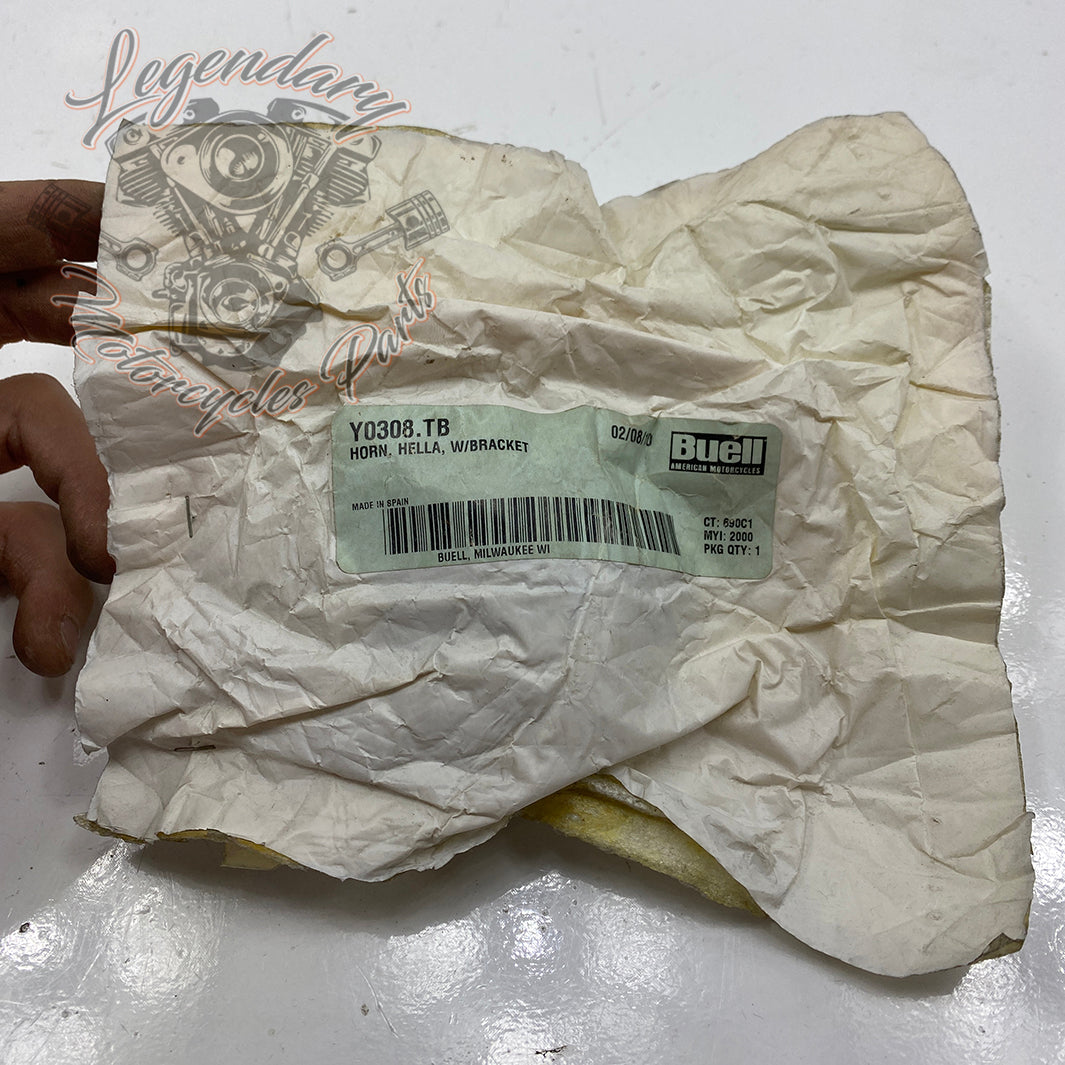 Legendary
Motorcycles Parts
Y0308.TB
HORN, HELLA, W/BRACKET
02/08/
Buell
AMERICAN MOTORCYCLES
MADE IN SPAIN
BUELL, MILWAUKEE WI
CT: 690C1
MYI: 2000
PKG QTY: 1